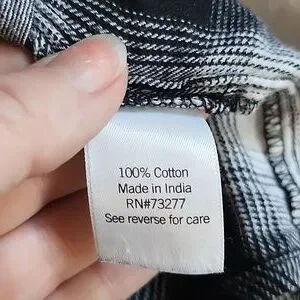 100% Cotton
Made in India
RN#73277
See reverse for care